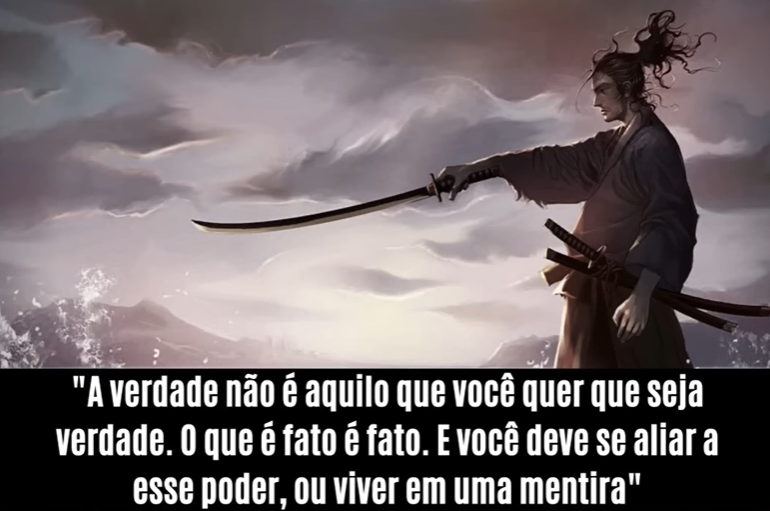 "A verdade não é aquilo que você quer que seja
verdade. O que é fato é fato. E você deve se aliar a
esse poder, ou viver em uma mentira"